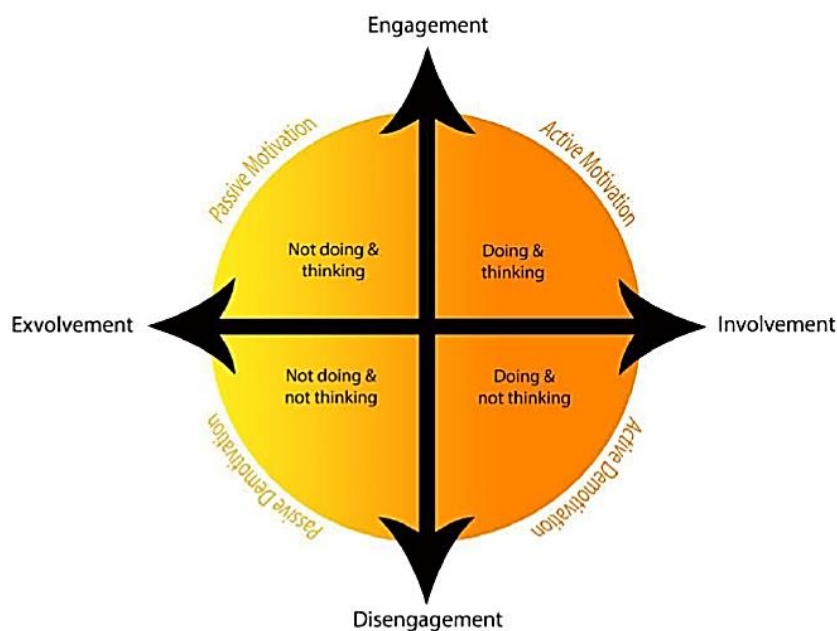 Engagement
Passive Motivation
Active Motivation
Not doing &
thinking
Doing &
thinking
Exvolvement
Involvement
Not doing &
not thinking
Doing &
not thinking
Passive Demotivation
Active Demotivation
Disengagement